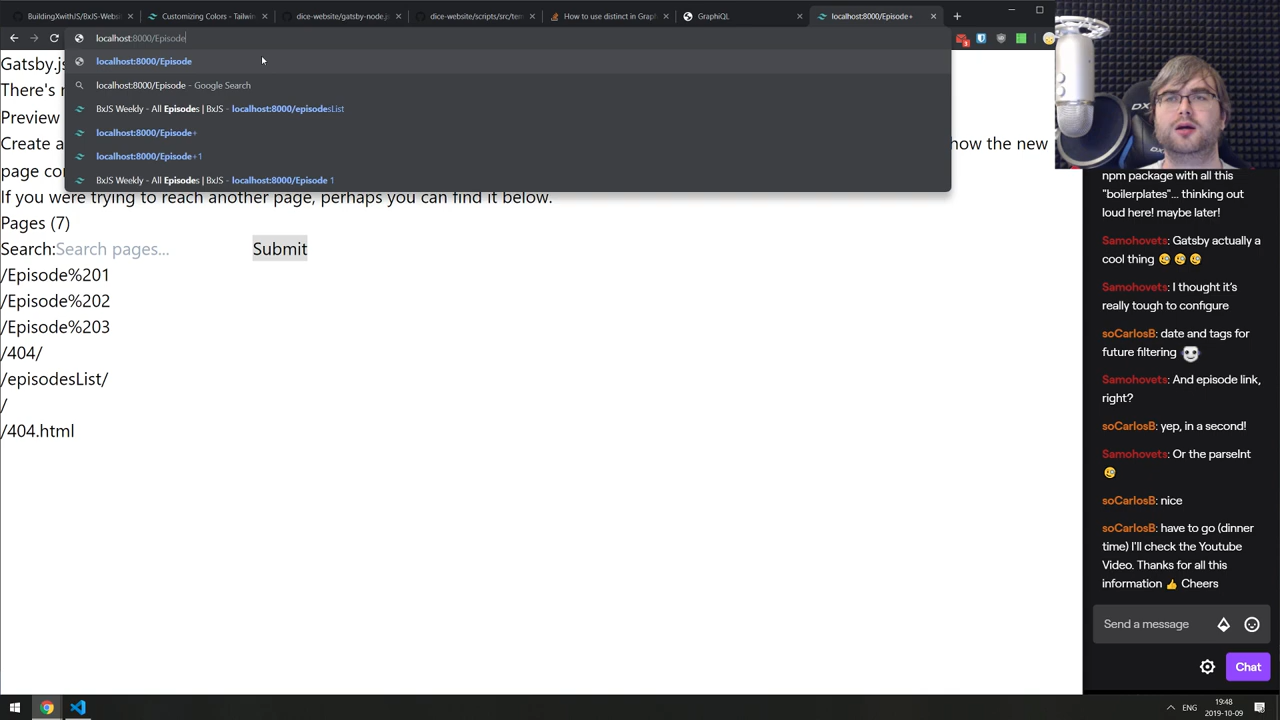 BuildingXwithJS/BxJS-Websi
Customizing Colors - Tailwin
dice-website/gatsby-node.j
dice-website/scripts/src/tem
How to use distinct in Graph
GraphiQL
localhost:8000/Episode+
localhost:8000/Episode
localhost:8000/Episode
localhost:8000/Episode - Google Search
BxJS Weekly - All Episodes | BxJS - localhost:8000/episodesList
localhost:8000/Episode+
localhost:8000/Episode+1
BxJS Weekly - All Episodes | BxJS - localhost:8000/Episode 1
Gatsby.js
There's
Preview
Create a
how the new
page co
If you were trying to reach another page, perhaps you can find it below.
Pages (7)
Search:
Search pages...
Submit
/Episode%201
/Episode%202
/Episode%203
/404/
/episodesList/
/
/404.html
npm package with all this
"boilerplates"... thinking out
loud here! maybe later!
Samohovets: Gatsby actually a
cool thing
Samohovets: I thought it's
really tough to configure
soCarlosB: date and tags for
future filtering
Samohovets: And episode link,
right?
soCarlosB: yep, in a second!
Samohovets: Or the parseInt
soCarlosB: nice
soCarlosB: have to go (dinner
time) I'll check the Youtube
Video. Thanks for all this
information 👍 Cheers
Send a message
Chat
ENG
19:48
2019-10-09